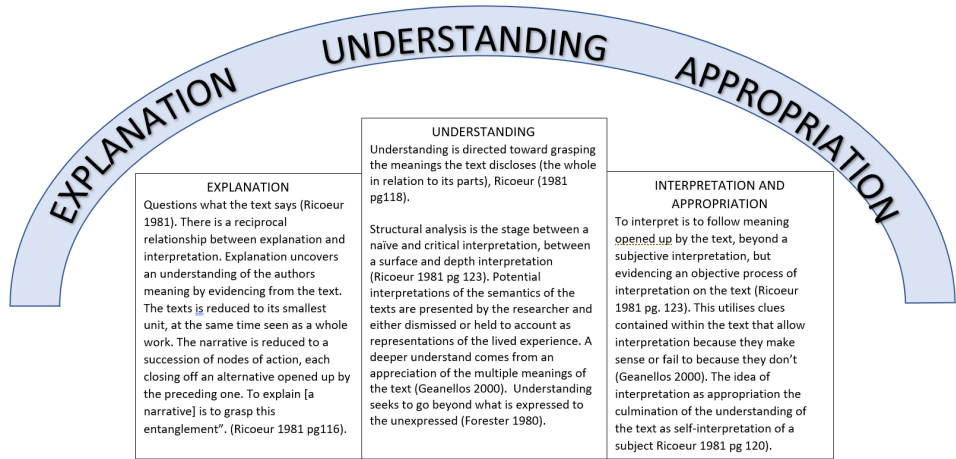 EXPLANATION
UNDERSTANDING
APPROPRIATION
EXPLANATION
Questions what the text says (Ricoeur
1981). There is a reciprocal
relationship between explanation and
interpretation. Explanation uncovers
an understanding of the authors
meaning by evidencing from the text.
The texts is reduced to its smallest
unit, at the same time seen as a whole
work. The narrative is reduced to a
succession of nodes of action, each
closing off an alternative opened up by
the preceding one. To explain [a
narrative] is to grasp this
entanglement”. (Ricoeur 1981 pg116).
UNDERSTANDING
Understanding is directed toward grasping
the meanings the text discloses (the whole
in relation to its parts), Ricoeur (1981
pg118).
Structural analysis is the stage between a
naïve and critical interpretation, between
a surface and depth interpretation
(Ricoeur 1981 pg 123). Potential
interpretations of the semantics of the
texts are presented by the researcher and
either dismissed or held to account as
representations of the lived experience. A
deeper understand comes from an
appreciation of the multiple meanings of
the text (Geanellos 2000).  Understanding
seeks to go beyond what is expressed to
the unexpressed (Forester 1980).
INTERPRETATION AND
APPROPRIATION
To interpret is to follow meaning
opened up by the text, beyond a
subjective interpretation, but
evidencing an objective process of
interpretation on the text (Ricoeur
1981 pg. 123). This utilises clues
contained within the text that allow
interpretation because they make
sense or fail to because they don’t
(Geanellos 2000). The idea of
interpretation as appropriation the
culmination of the understanding of
the text as self-interpretation of a
subject Ricoeur 1981 pg 120).